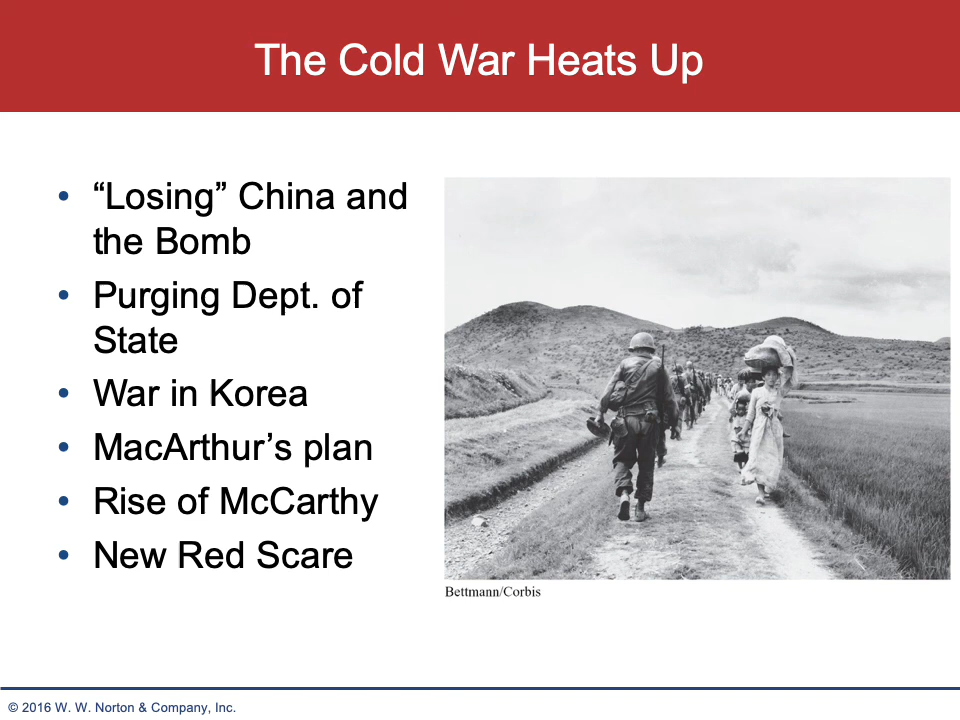 The Cold War Heats Up
• “Losing” China and
the Bomb
• Purging Dept. of
State
• War in Korea
• MacArthur’s plan
• Rise of McCarthy
• New Red Scare
Bettmann/Corbis
© 2016 W. W. Norton & Company, Inc.